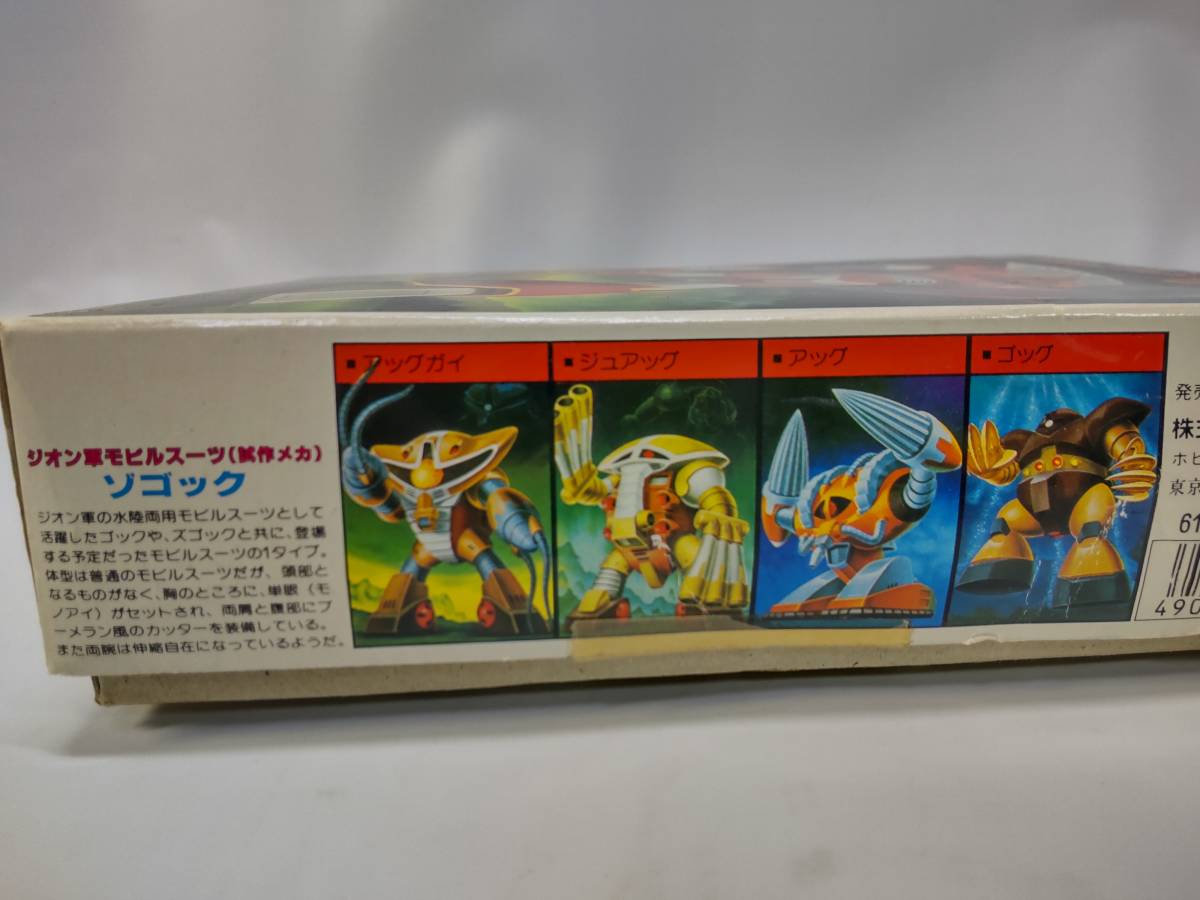 ジオン軍モビルスーツ(試作メカ)
ゾゴック
ジオン軍の水陸両用モビルスーツとして
活躍したゴックや、ズゴックと共に、登場
する予定だったモビルスーツの1タイプ。
体型は普通のモビルスーツだが、頭部と
なるものがなく、胸のところに、単眼(モ
ノアイ)がセットされ、両肩と腹部にブ
ーメラン風のカッターを装備している。
また両腕は伸縮自在になっているようだ。
■アッグガイ
■ジュアッグ
■アッグ
■ゴッグ
発売
株式
ホビ
東京
61
490